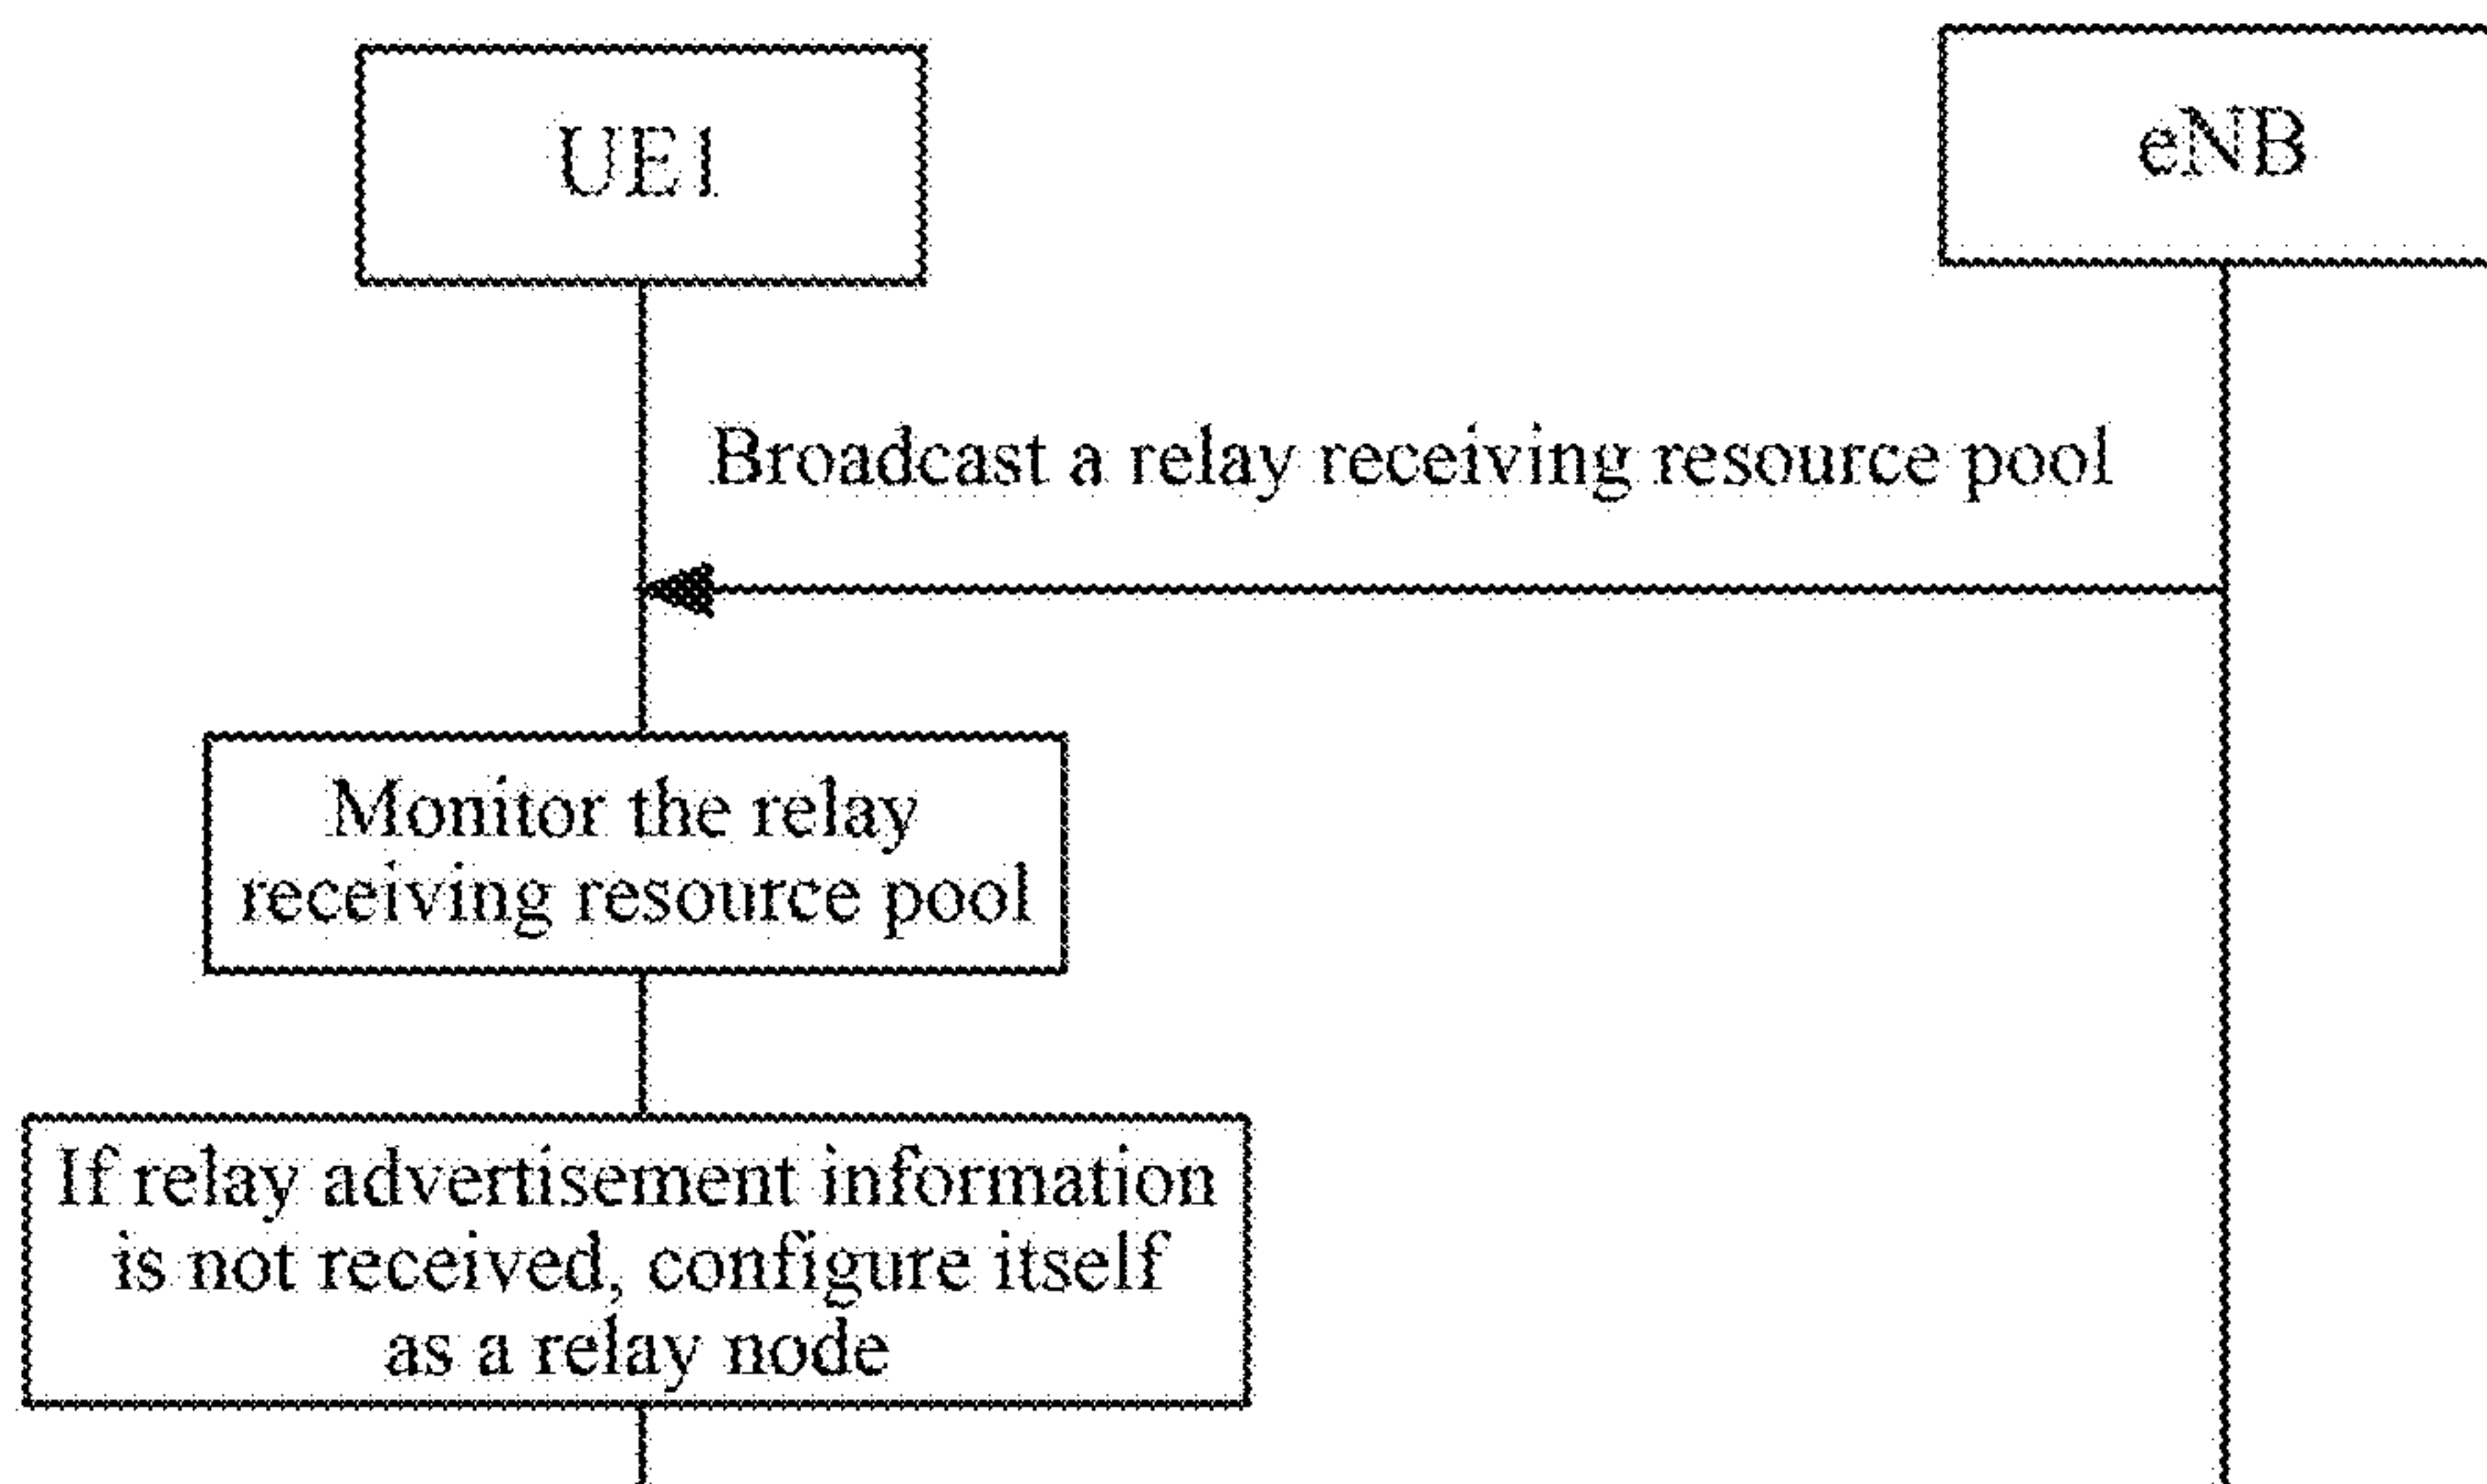 UE1
eNB
Broadcast a relay receiving resource pool
Monitor the relay
receiving resource pool
If relay advertisement information
is not received, configure itself
as a relay node